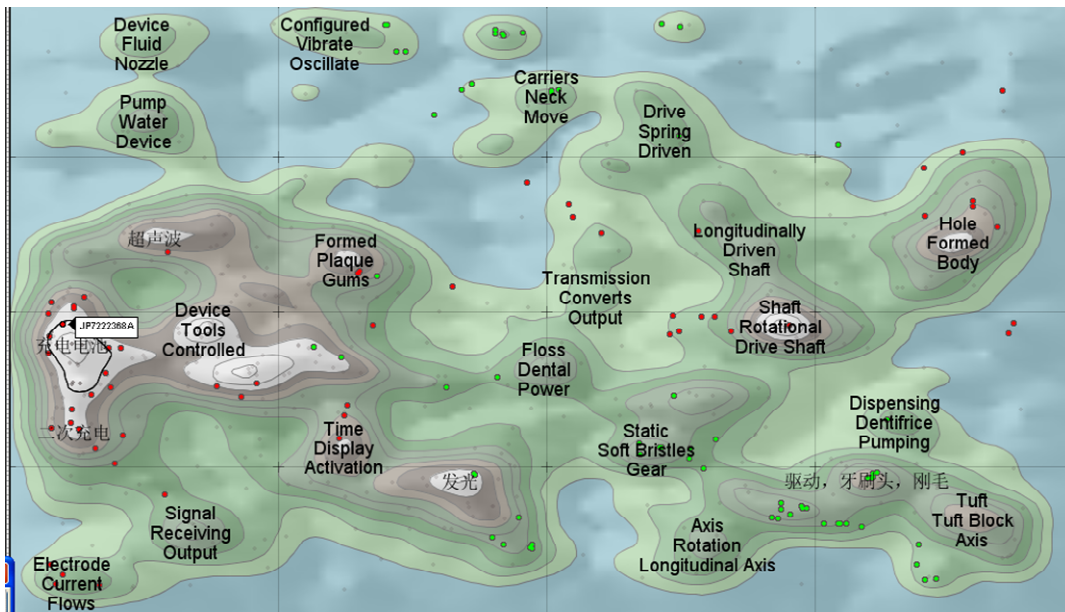 Device
Fluid
Nozzle
Configured
Vibrate
Oscillate
Pump
Water
Device
Carriers
Neck
Move
Drive
Spring
Driven
超声波
Formed
Plaque
Gums
Longitudinally
Driven
Shaft
Hole
Formed
Body
Transmission
Converts
Output
Device
Tools
Controlled
JP7222368A
充电电池
Shaft
Rotational
Drive Shaft
Floss
Dental
Power
二次充电
Time
Display
Activation
Static
Soft Bristles
Gear
Dispensing
Dentifrice
Pumping
发光
驱动，牙刷头，刚毛
Signal
Receiving
Output
Axis
Rotation
Longitudinal Axis
Tuft
Tuft Block
Axis
Electrode
Current
Flows